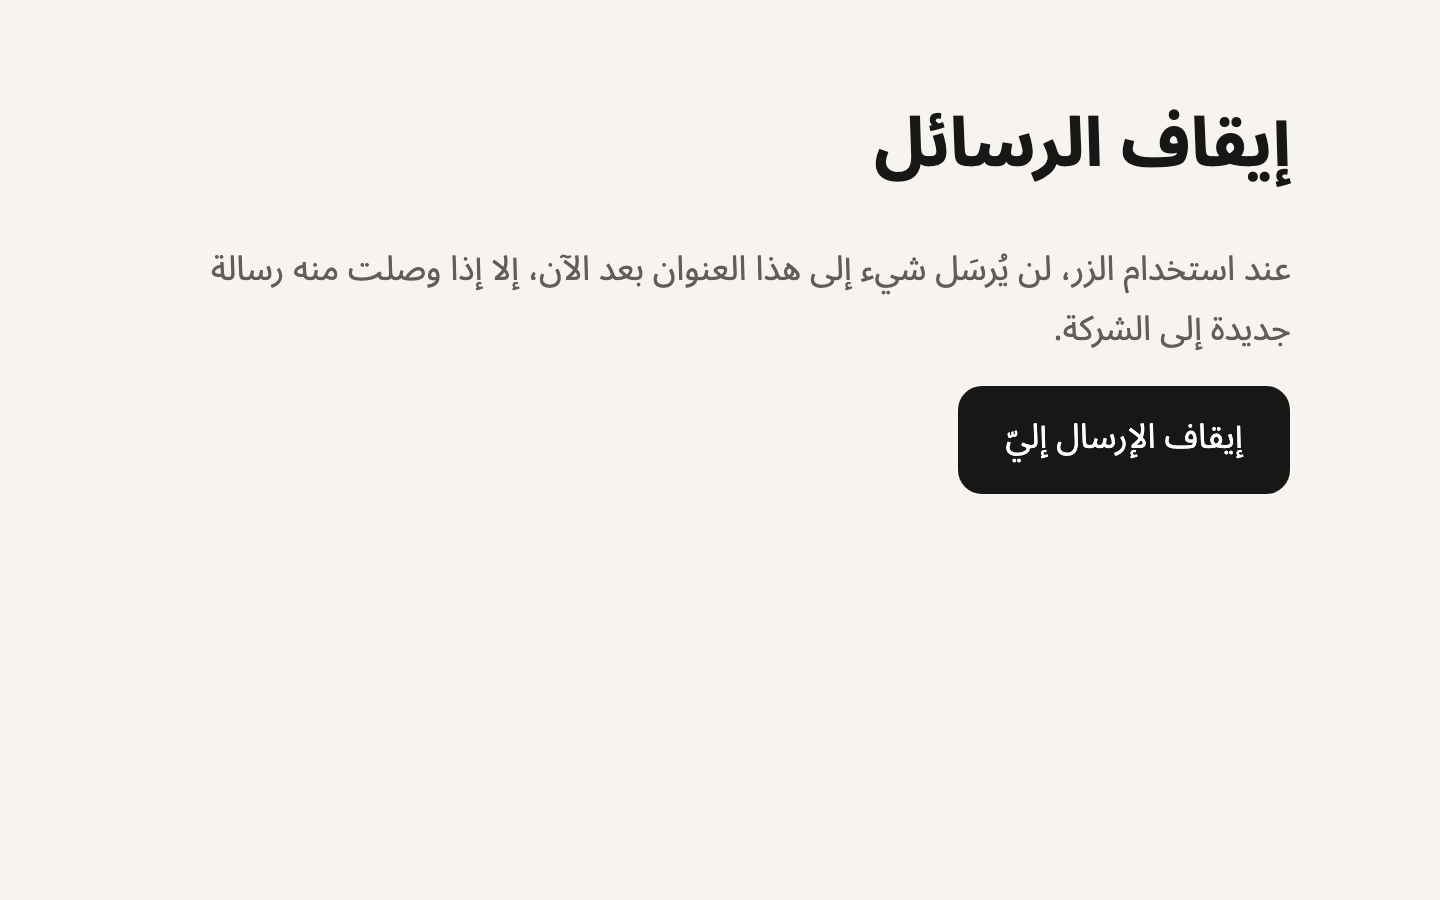 إيقاف الرسائل
عند استخدام الزر، لن يُرسَل شيء إلى هذا العنوان بعد الآن، إلا إذا وصلت منه رسالة
جديدة إلى الشركة.
إيقاف الإرسال إليّ